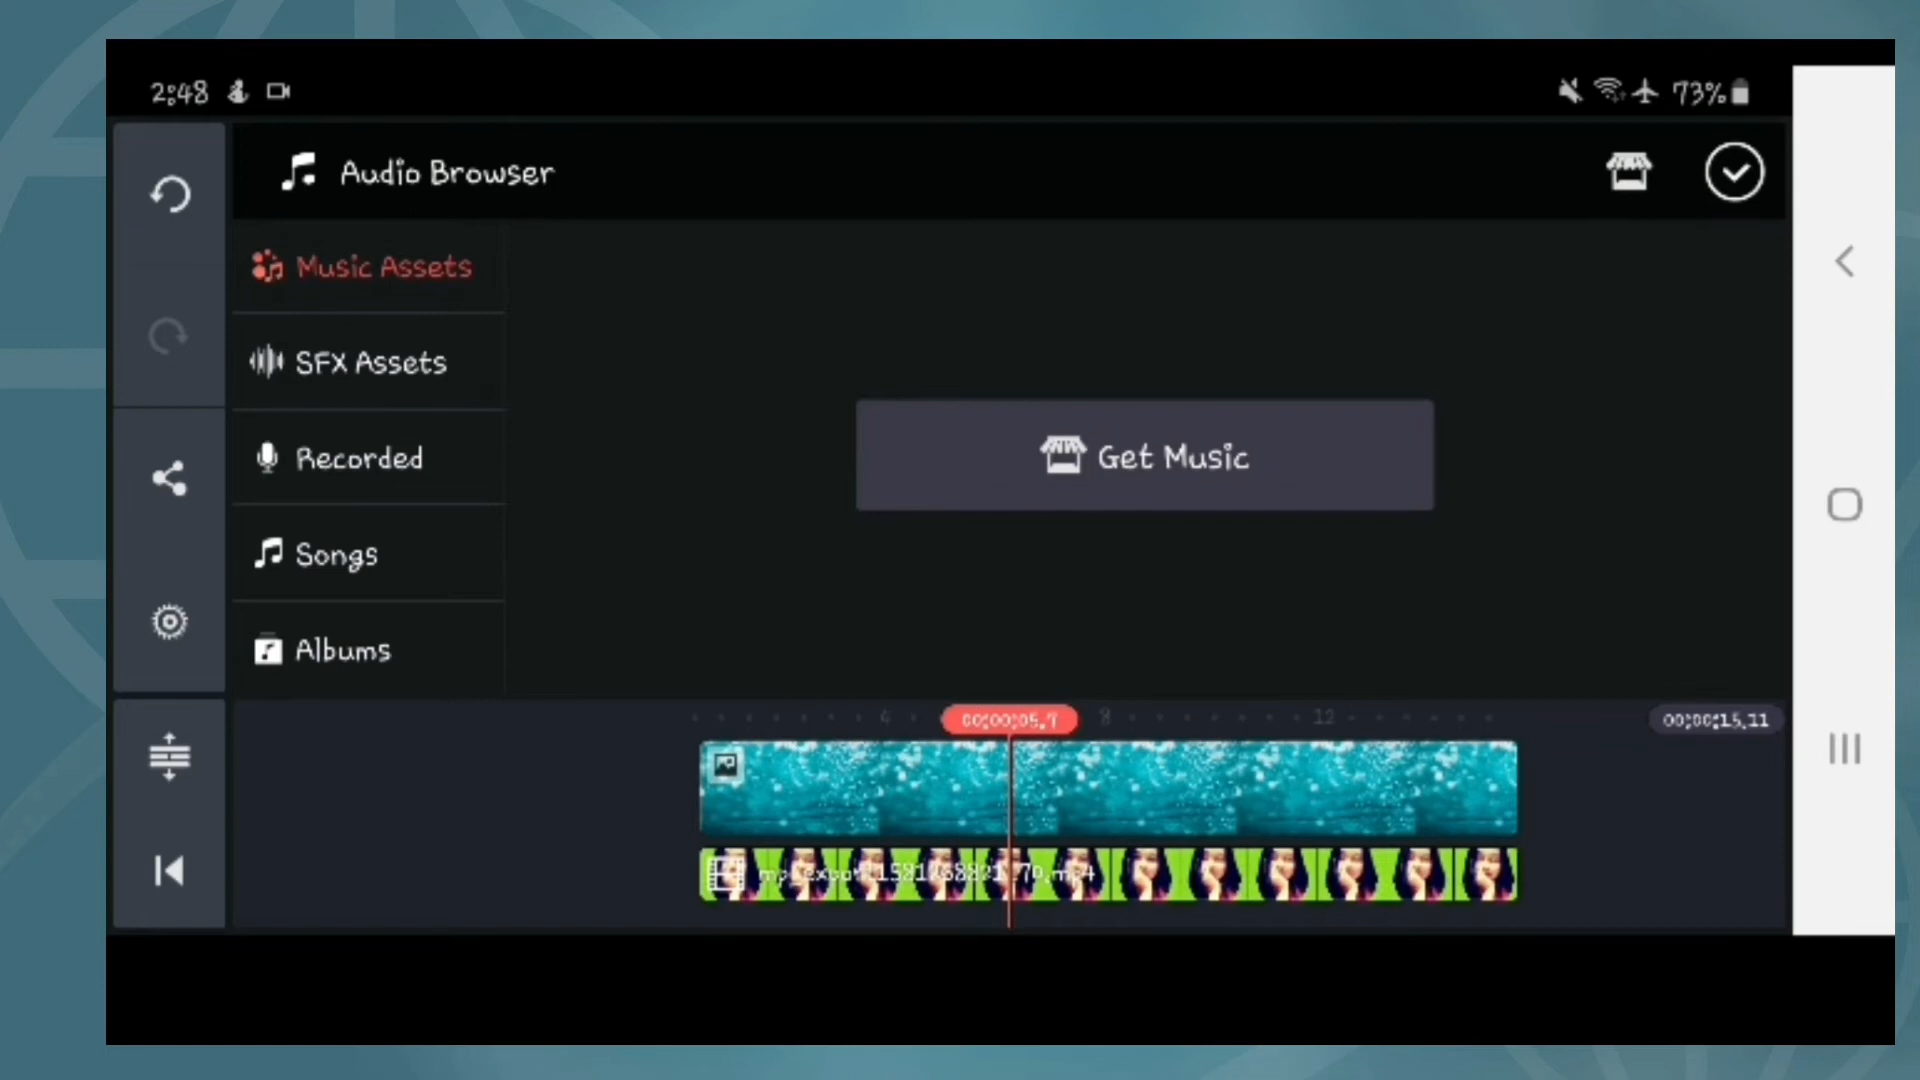 2:48
73%
Audio Browser
Music Assets
SFX Assets
Recorded
Songs
Albums
Get Music
4
00:00:05.7
8
12
00:00:15.11